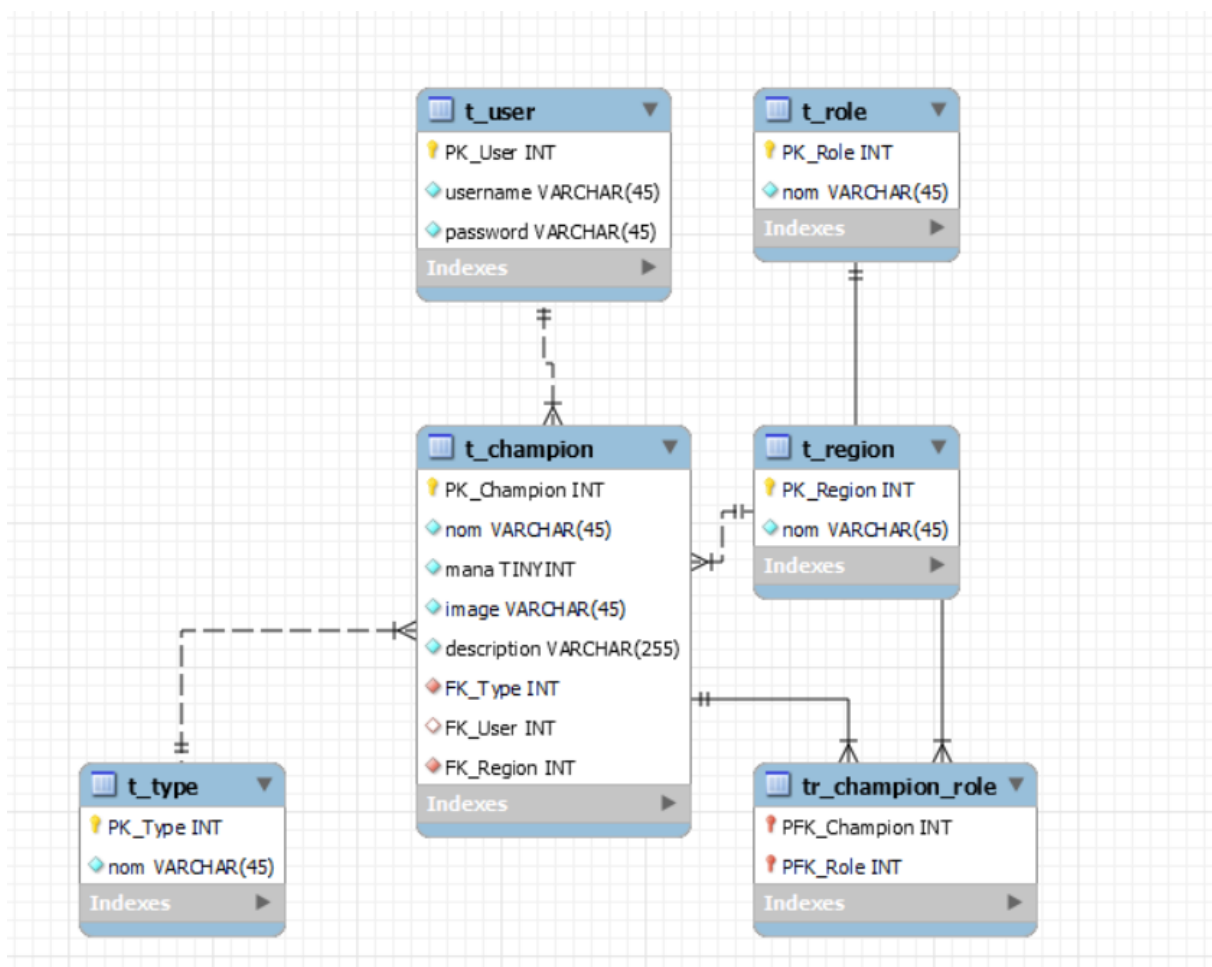 t_user
PK_User INT
username VARCHAR(45)
password VARCHAR(45)
Indexes
t_role
PK_Role INT
nom VARCHAR(45)
Indexes
t_champion
PK_Champion INT
nom VARCHAR(45)
mana TINYINT
image VARCHAR(45)
description VARCHAR(255)
FK_Type INT
FK_User INT
FK_Region INT
Indexes
t_region
PK_Region INT
nom VARCHAR(45)
Indexes
t_type
PK_Type INT
nom VARCHAR(45)
Indexes
tr_champion_role
PFK_Champion INT
PFK_Role INT
Indexes